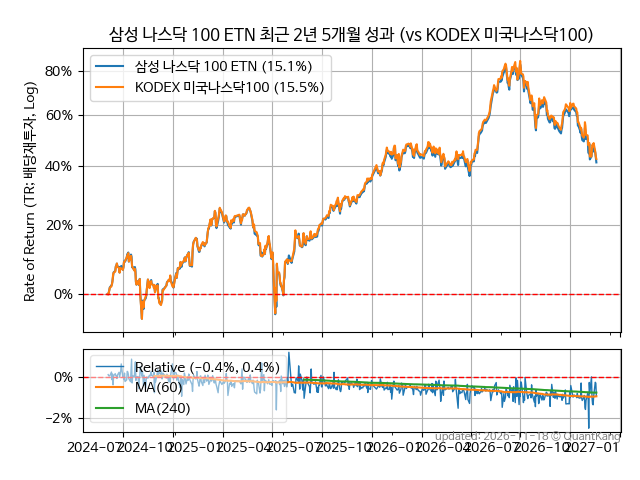 삼성 나스닥 100 ETN 최근 2년 5개월 성과 (vs KODEX 미국나스닥100)
80%
60%
40%
20%
0%
Rate of Return (TR: 배당재투자, Log)
삼성 나스닥 100 ETN (15.1%)
KODEX 미국나스닥100 (15.5%)
0%
−2%
Relative (−0.4%, 0.4%)
MA(60)
MA(240)
2024-07 2024-10 2025-01 2025-04 2025-07 2025-10 2026-01 2026-04 2026-07 2026-10 2027-01
© QuantKang